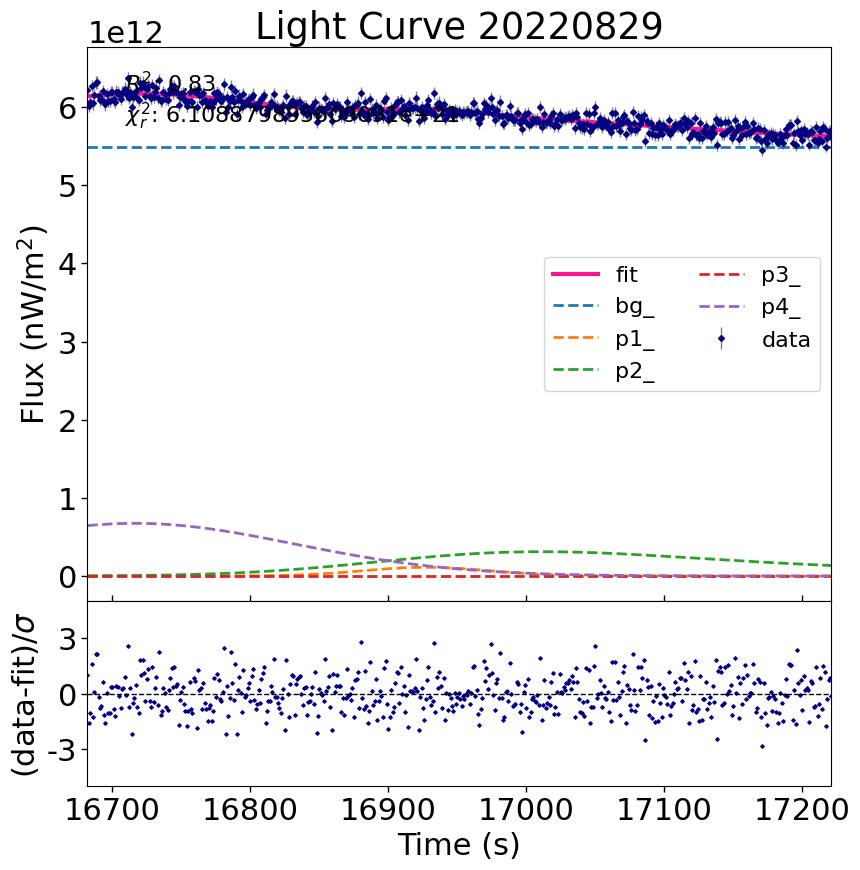 Light Curve 20220829
1e12
R²: 0.83
χ²ᵣ:
Flux (nW/m²)
6
5
4
3
2
1
0
fit
bg_
p1_
p2_
p3_
p4_
data
(data-fit)/σ
3
0
-3
16700 16800 16900 17000 17100 17200
Time (s)